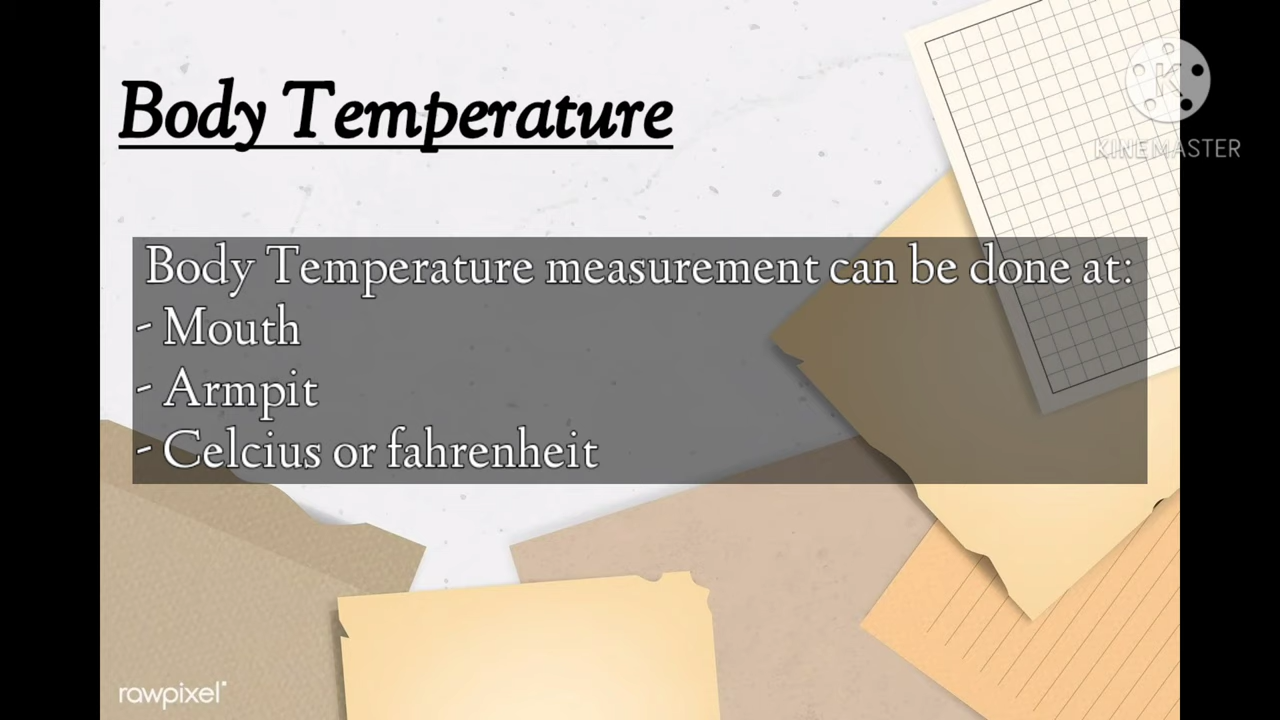 Body Temperature
Body Temperature measurement can be done at:
- Mouth
- Armpit
- Celcius or fahrenheit
KINEMASTER
rawpixel